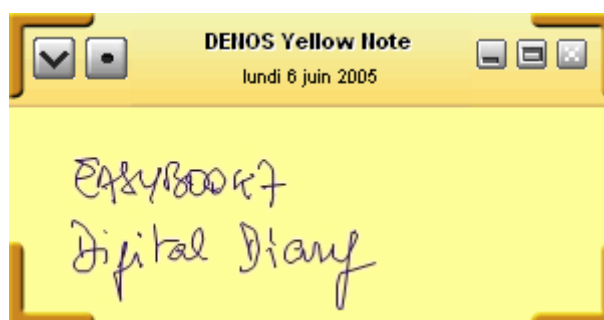 DENOS Yellow Note
lundi 6 juin 2005
EASYBOOK7
Digital Diary